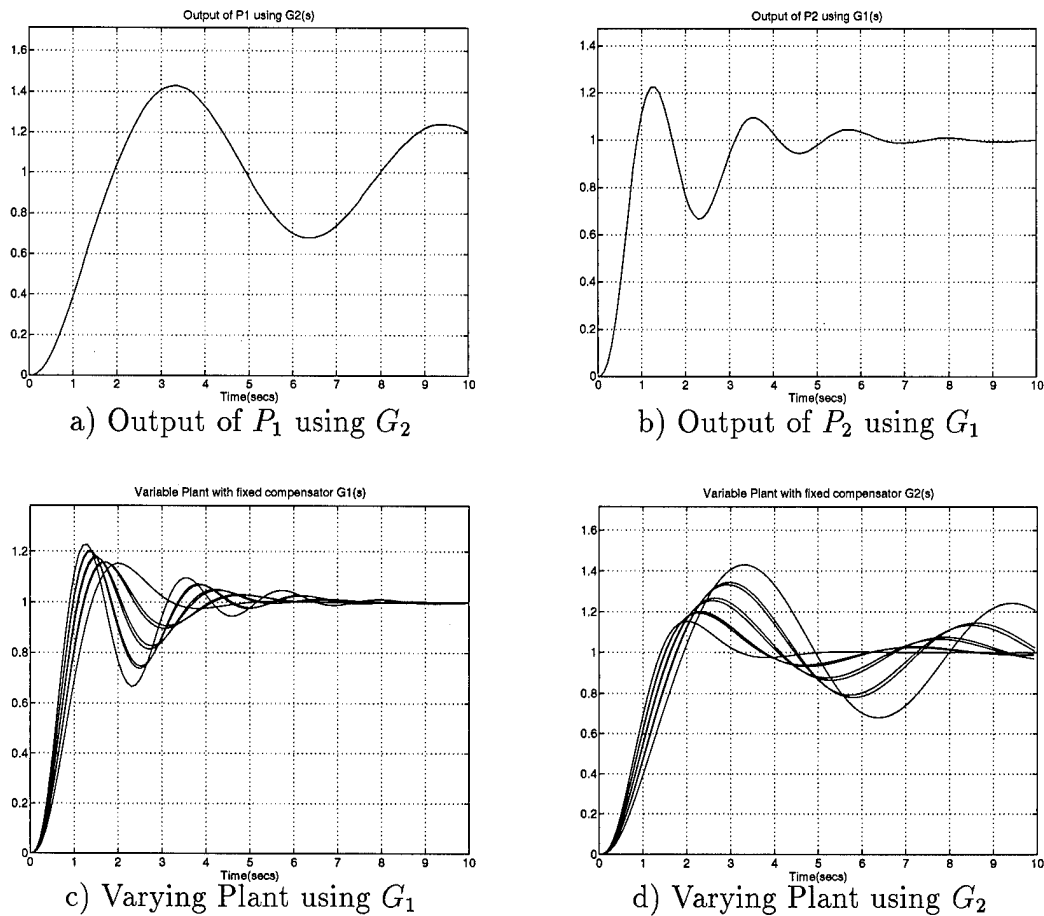 Output of P1 using G2(s)
1.6
1.4
1.2
1
0.8
0.6
0.4
0.2
0
0 1 2 3 4 5 6 7 8 9 10
Time(secs)
a) Output of P1 using G2
Output of P2 using G1(s)
1.4
1.2
1
0.8
0.6
0.4
0.2
0
0 1 2 3 4 5 6 7 8 9 10
Time(secs)
b) Output of P2 using G1
Variable Plant with fixed compensator G1(s)
1.2
1
0.8
0.6
0.4
0.2
0
0 1 2 3 4 5 6 7 8 9 10
Time(secs)
c) Varying Plant using G1
Variable Plant with fixed compensator G2(s)
1.6
1.4
1.2
1
0.8
0.6
0.4
0.2
0
0 1 2 3 4 5 6 7 8 9 10
Time(secs)
d) Varying Plant using G2